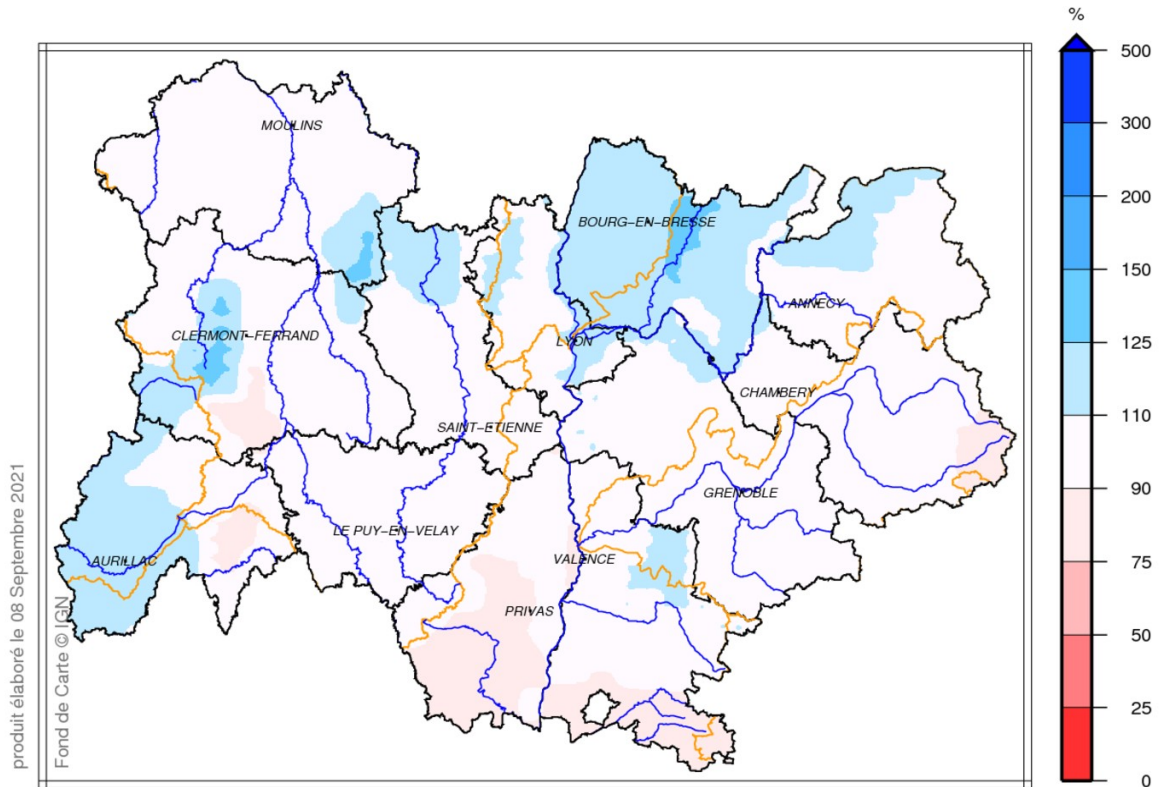 %
500
300
200
150
125
110
90
75
50
25
0
MOULINS
BOURG-EN-BRESSE
ANNECY
CLERMONT-FERRAND
LYON
CHAMBERY
SAINT-ETIENNE
GRENOBLE
LE PUY-EN-VELAY
VALENCE
AURILLAC
PRIVAS
produit élaboré le 08 Septembre 2021
Fond de Carte © IGN